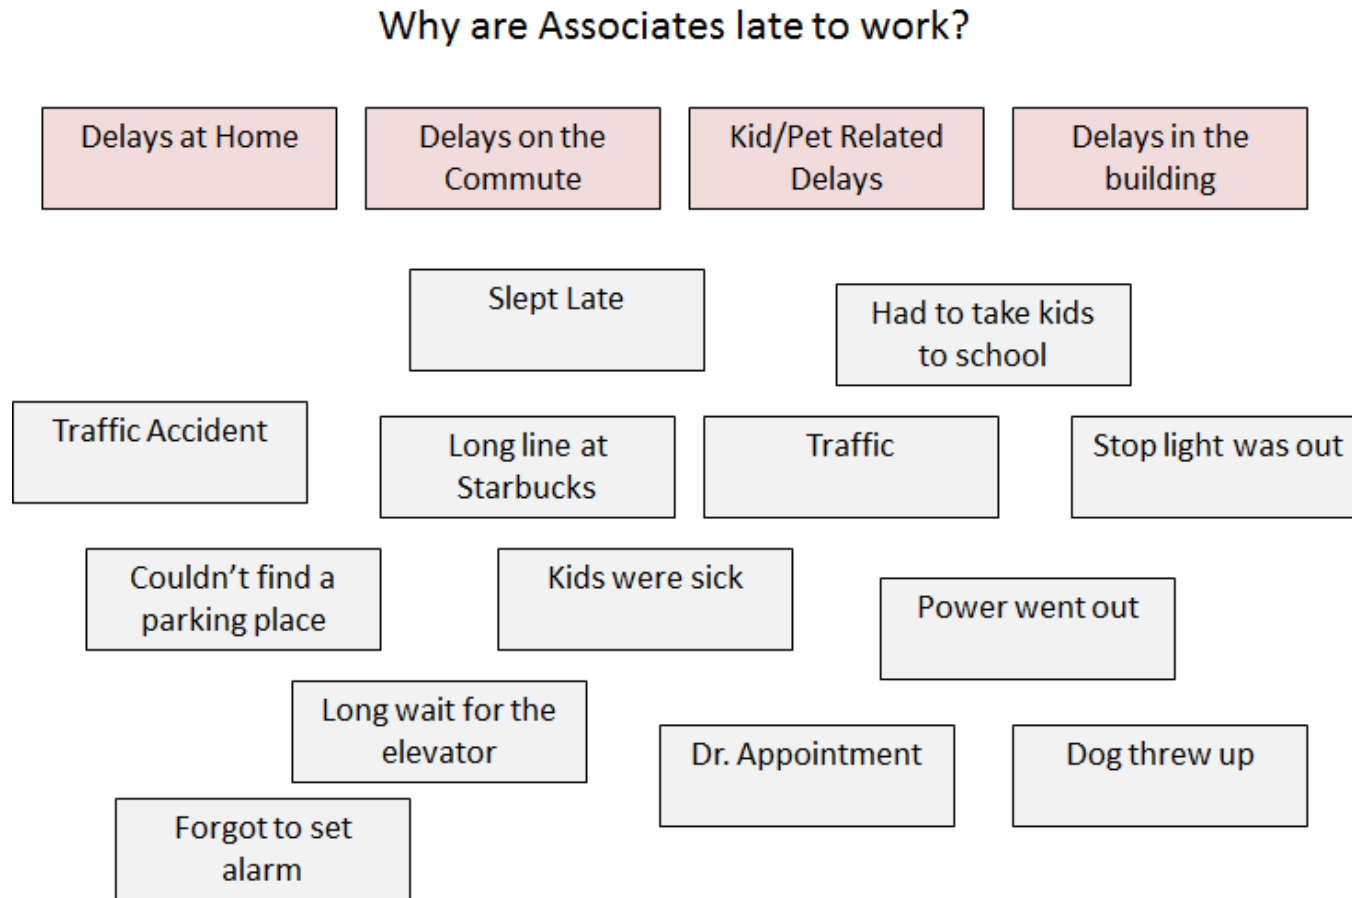 Why are Associates late to work?
Delays at Home
Delays on the
Commute
Kid/Pet Related
Delays
Delays in the
building
Slept Late
Had to take kids
to school
Traffic Accident
Long line at
Starbucks
Traffic
Stop light was out
Couldn’t find a
parking place
Kids were sick
Power went out
Long wait for the
elevator
Dr. Appointment
Dog threw up
Forgot to set
alarm